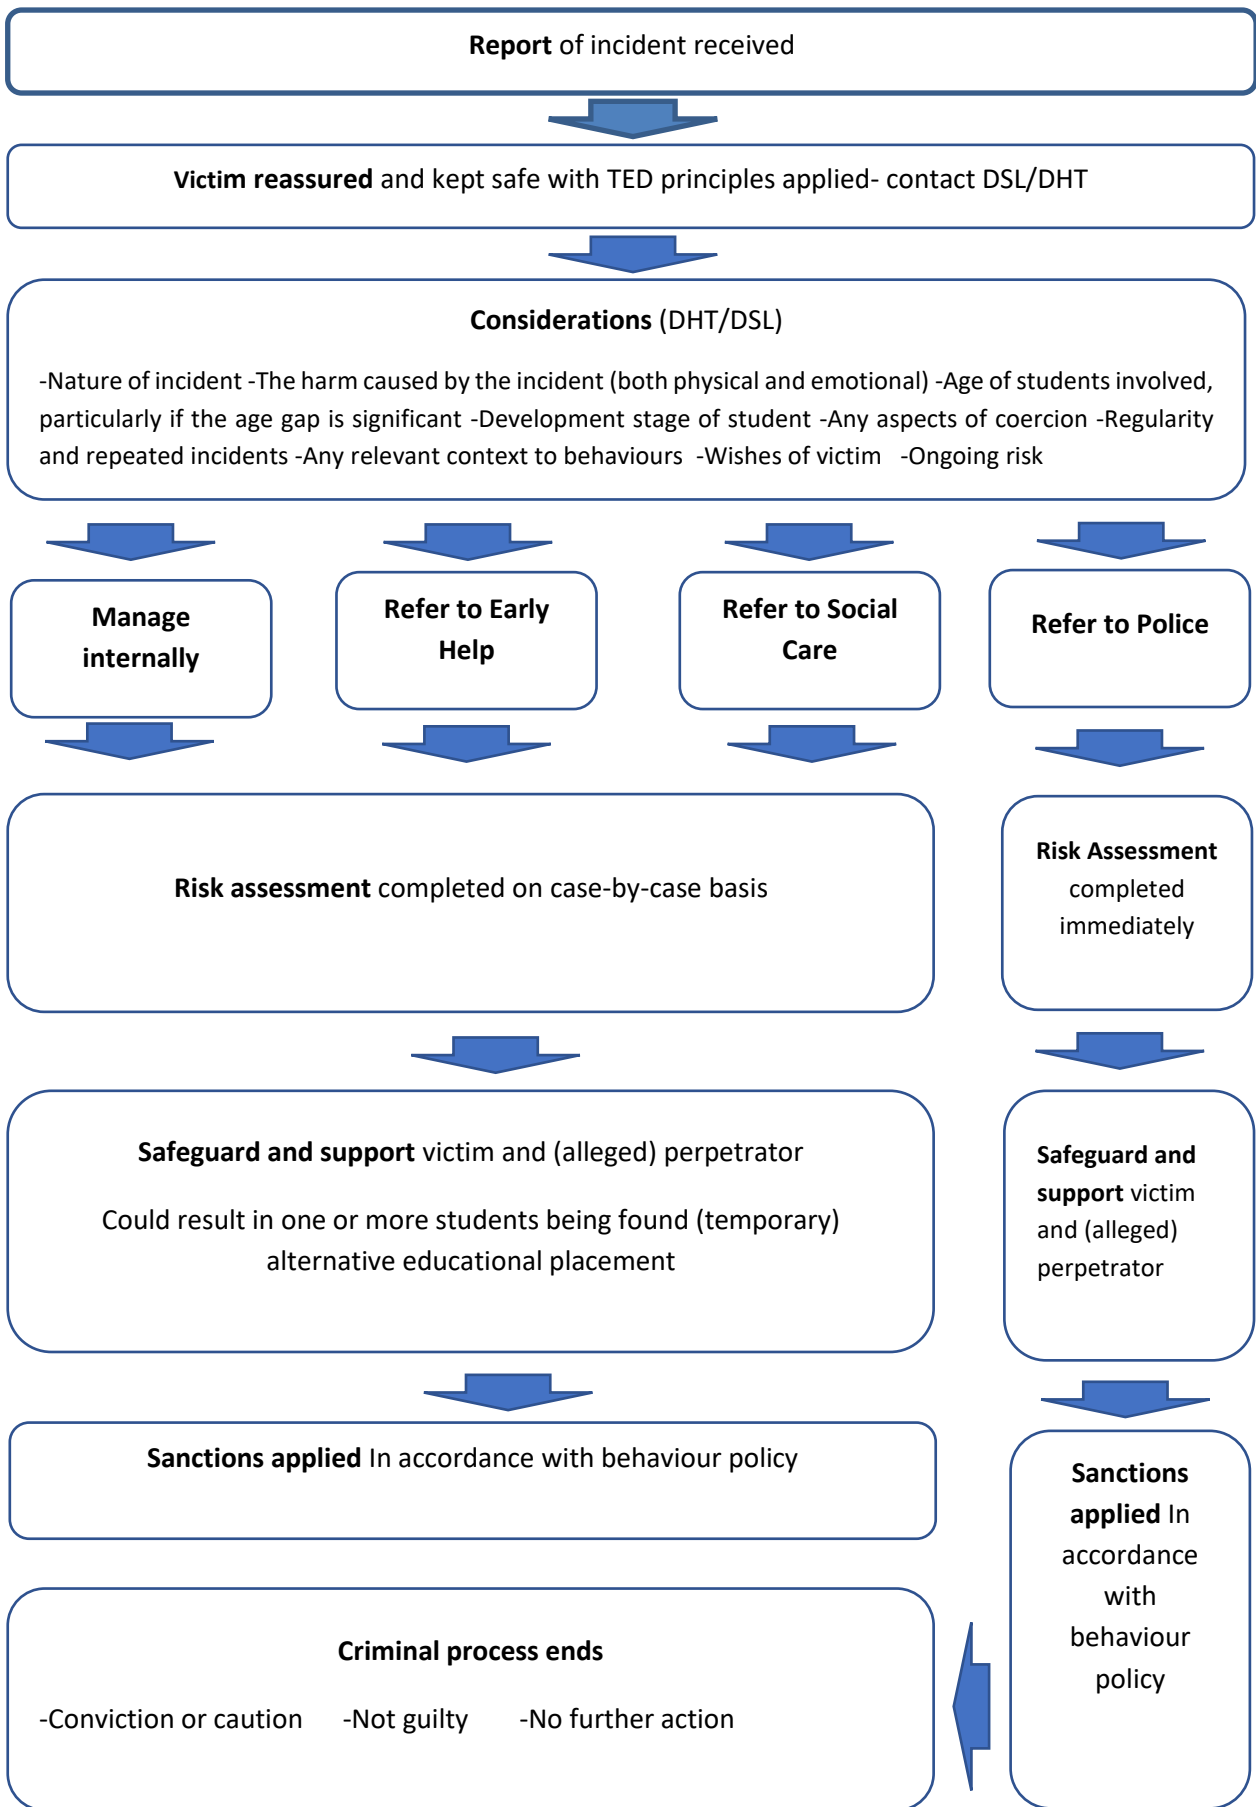 Report of incident received
Victim reassured and kept safe with TED principles applied- contact DSL/DHT
Considerations (DHT/DSL)
-Nature of incident -The harm caused by the incident (both physical and emotional) -Age of students involved,
particularly if the age gap is significant -Development stage of student -Any aspects of coercion -Regularity
and repeated incidents -Any relevant context to behaviours -Wishes of victim -Ongoing risk
Manage
internally
Refer to Early
Help
Refer to Social
Care
Refer to Police
Risk assessment completed on case-by-case basis
Risk Assessment
completed
immediately
Safeguard and support victim and (alleged) perpetrator
Could result in one or more students being found (temporary)
alternative educational placement
Safeguard and
support victim
and (alleged)
perpetrator
Sanctions applied In accordance with behaviour policy
Sanctions
applied In
accordance
with
behaviour
policy
Criminal process ends
-Conviction or caution -Not guilty -No further action